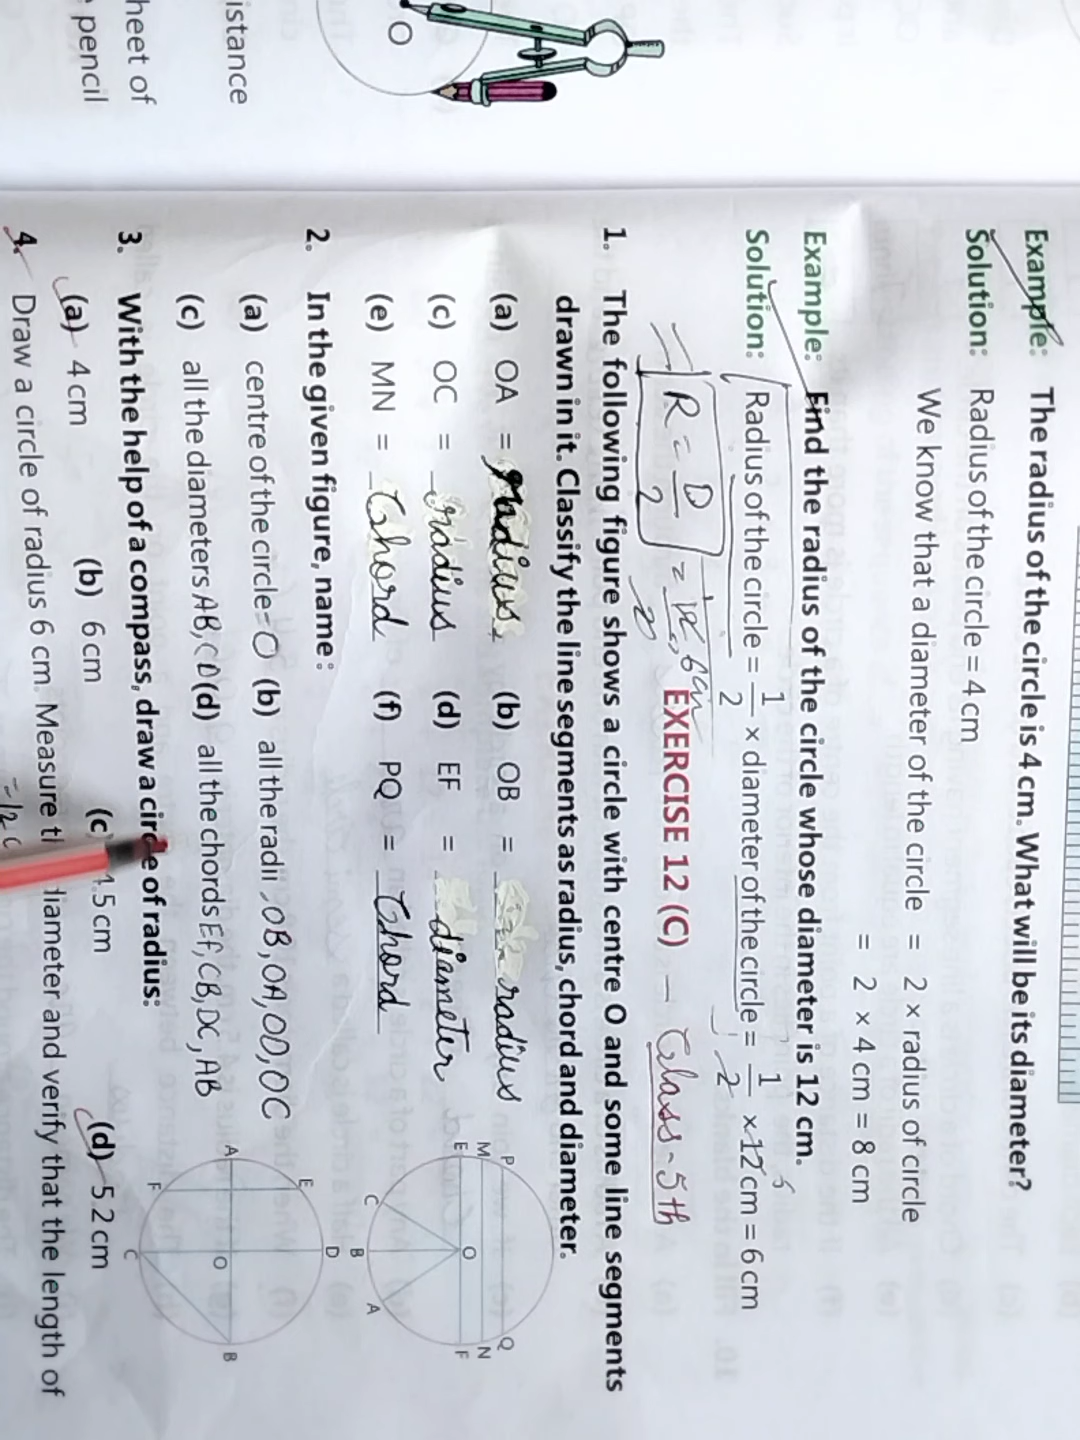 istance
heet of
pencil
O
Example: The radius of the circle is 4 cm. What will be its diameter?
Solution: Radius of the circle = 4 cm
We know that a diameter of the circle = 2 x radius of circle
= 2 x 4 cm = 8 cm
Example: Find the radius of the circle whose diameter is 12 cm.
Solution: Radius of the circle = 1/2 x diameter of the circle = 1/2 x 12 cm = 6 cm
R = D/2
EXERCISE 12 (C) - Class-5th
1. The following figure shows a circle with centre O and some line segments
drawn in it. Classify the line segments as radius, chord and diameter.
(a) OA = radius (b) OB = radius
(c) OC = radius (d) EF = diameter
(e) MN = Chord (f) PQ = Chord
P
M
E
C
B
A
O
Q
N
F
2. In the given figure, name :
(a) centre of the circle = O (b) all the radii, OB, OA, OD, OC
(c) all the diameters AB, CD (d) all the chords EF, CB, DC, AB
A
E
F
D
O
C
B
3. With the help of a compass, draw a circle of radius:
(a) 4 cm (b) 6 cm (c) 4.5 cm (d) 5.2 cm
4. Draw a circle of radius 6 cm. Measure diameter and verify that the length of